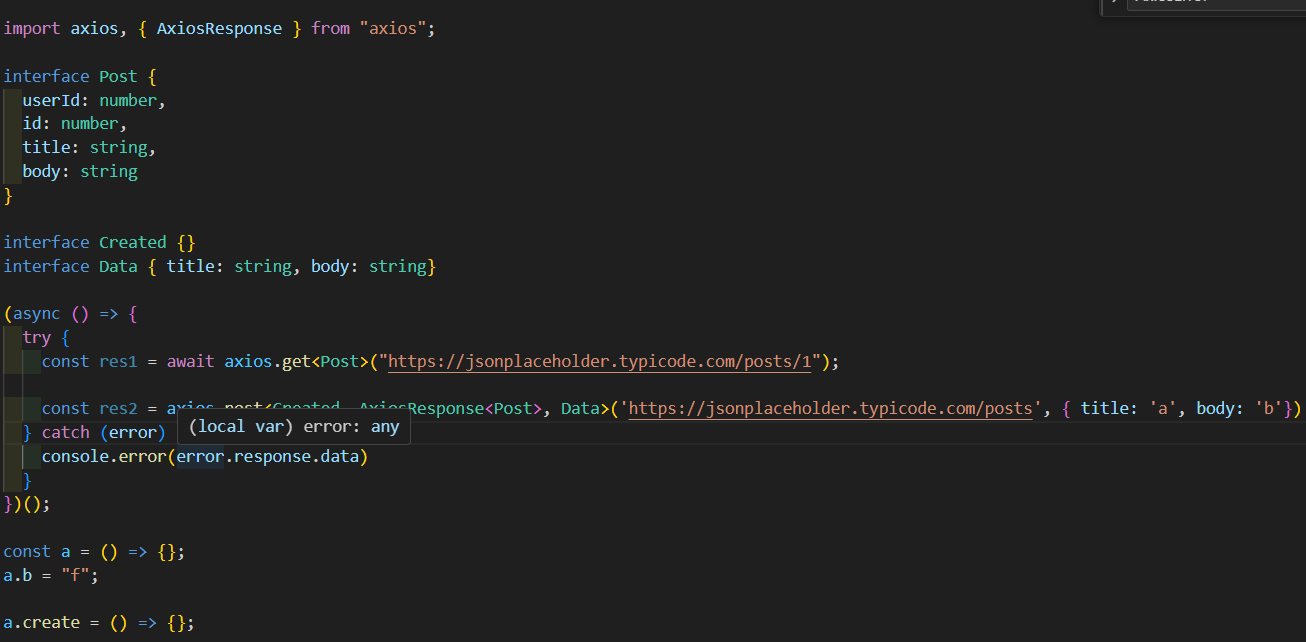 import axios, { AxiosResponse } from "axios";
interface Post {
userId: number,
id: number,
title: string,
body: string
}
interface Created {}
interface Data { title: string, body: string}
(async () => {
try {
const res1 = await axios.get<Post>("https://jsonplaceholder.typicode.com/posts/1");
const res2 = axios.post<Created, AxiosResponse<Post>, Data>('https://jsonplaceholder.typicode.com/posts', { title: 'a', body: 'b'})
} catch (error)
(local var) error: any
console.error(error.response.data)
}
})();
const a = () => {};
a.b = "f";
a.create = () => {};